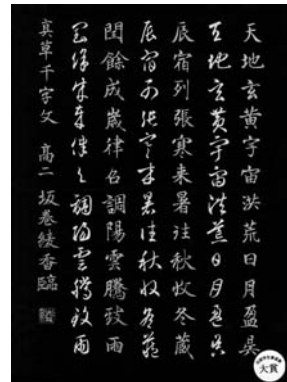 天地玄黄宇宙洪荒日月盈昃
天地玄黄宇宙洪荒日月盈昃
辰宿列張寒来暑往秋收冬蔵
辰宿列張寒来暑往秋收冬蔵
閏餘成歳律呂調陽雲騰致雨
閏餘成歳律呂調陽雲騰致雨
真草千字文 高二 坂巻綾香臨
大賞